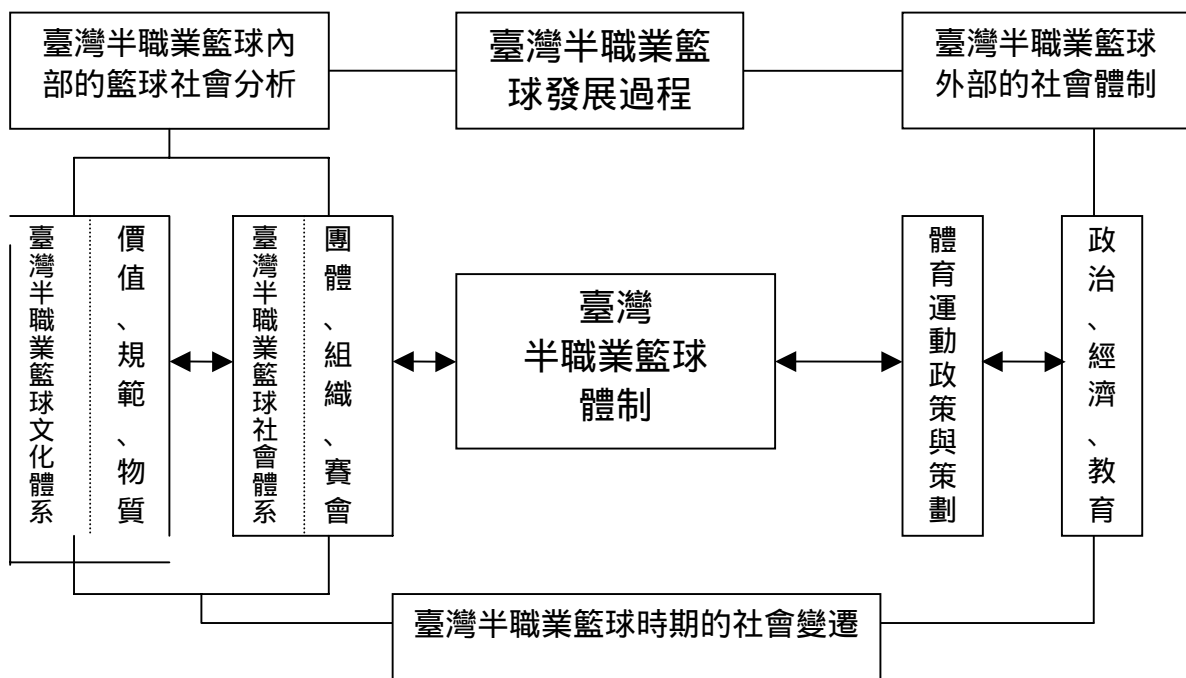 臺灣半職業籃球內
部的籃球社會分析
臺灣半職業籃
球發展過程
臺灣半職業籃球
外部的社會體制
臺灣半職業籃球文化體系
價值、規範、物質
臺灣半職業籃球社會體系
團體、組織、賽會
臺灣
半職業籃球
體制
體育運動政策與策劃
政治、經濟、教育
臺灣半職業籃球時期的社會變遷